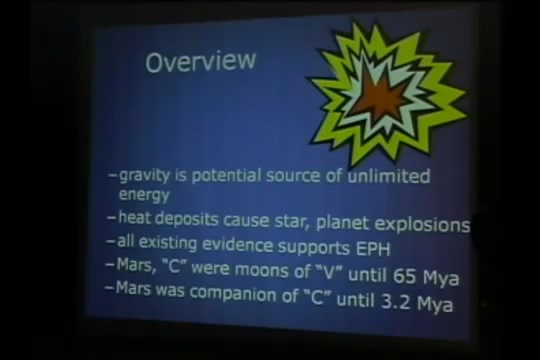 Overview
–gravity is potential source of unlimited
energy
–heat deposits cause star, planet explosions
–all existing evidence supports EPH
–Mars, “C” were moons of “V” until 65 Mya
–Mars was companion of “C” until 3.2 Mya